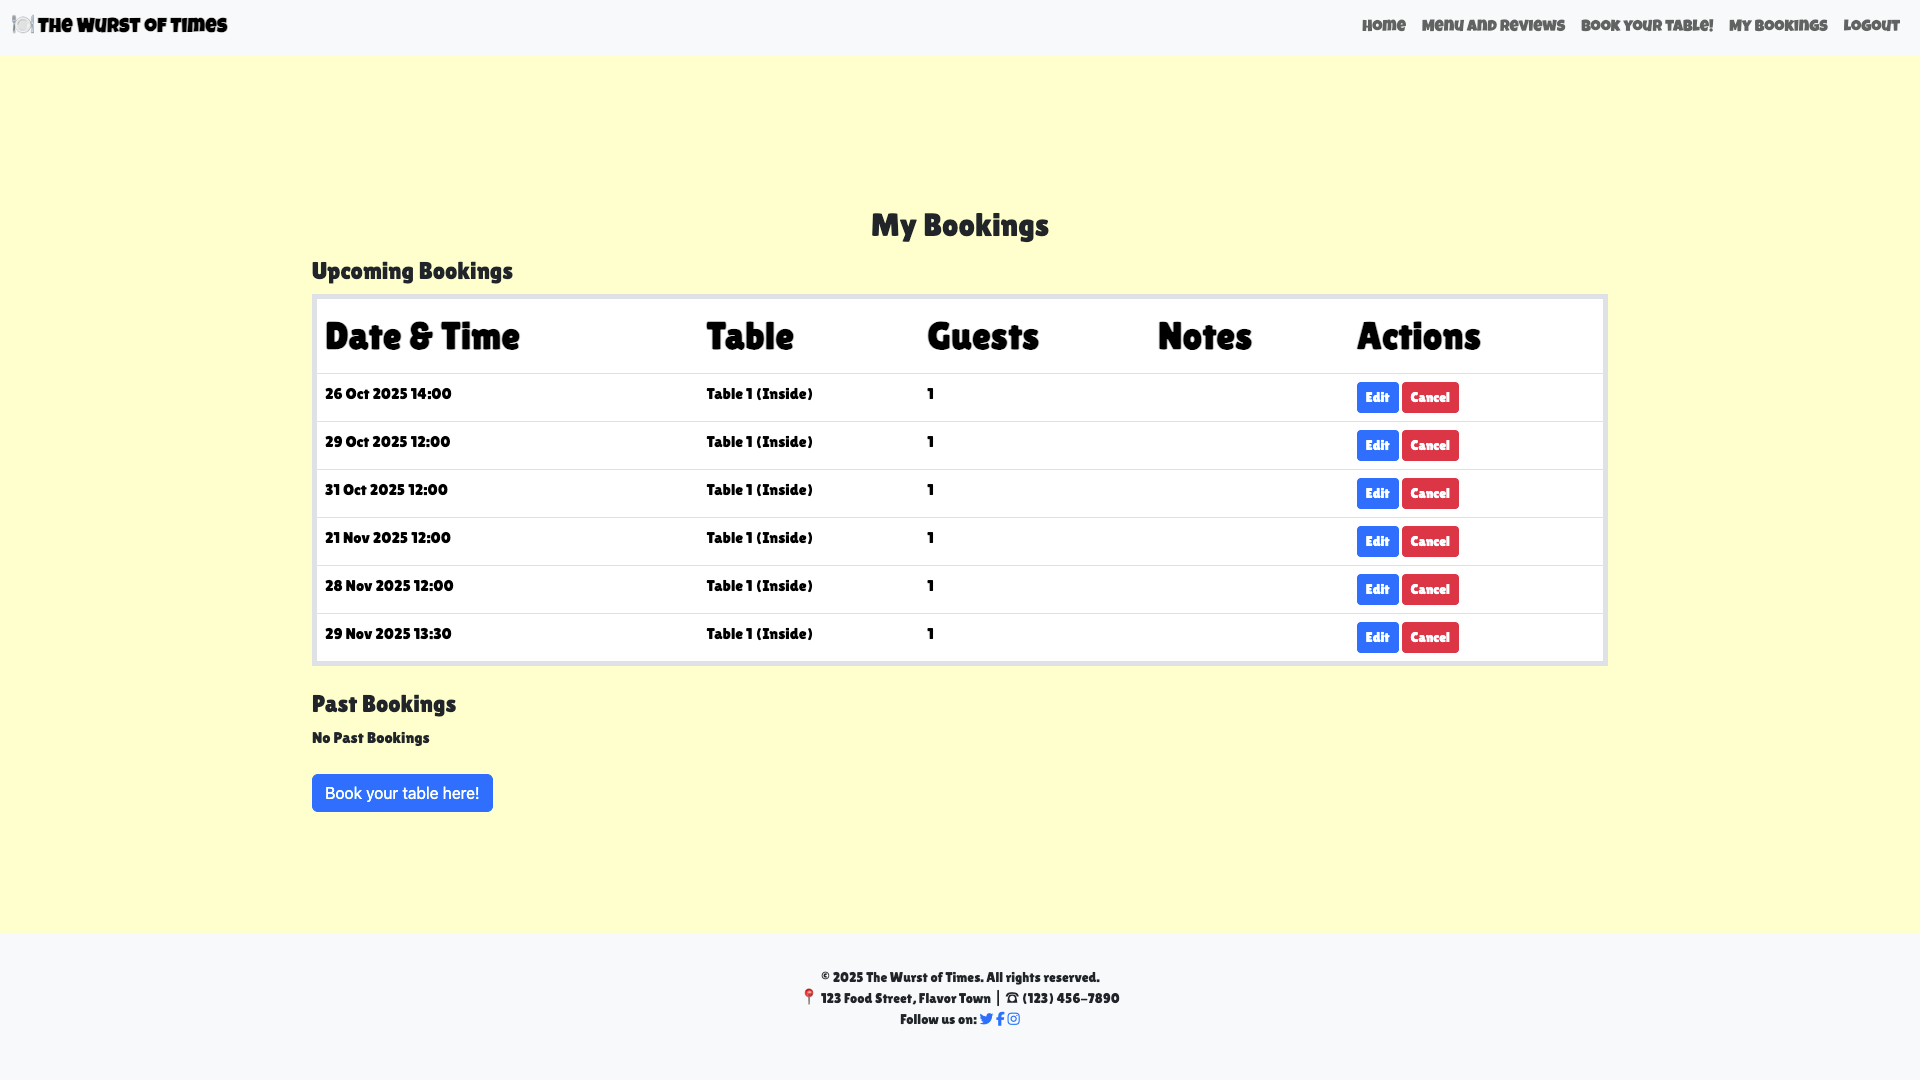 🍽️ The Wurst of Times
Home Menu and Reviews Book your table! My Bookings Logout
My Bookings
Upcoming Bookings
Date & Time Table Guests Notes Actions
26 Oct 2025 14:00 Table 1 (Inside) 1 Edit Cancel
29 Oct 2025 12:00 Table 1 (Inside) 1 Edit Cancel
31 Oct 2025 12:00 Table 1 (Inside) 1 Edit Cancel
21 Nov 2025 12:00 Table 1 (Inside) 1 Edit Cancel
28 Nov 2025 12:00 Table 1 (Inside) 1 Edit Cancel
29 Nov 2025 13:30 Table 1 (Inside) 1 Edit Cancel
Past Bookings
No Past Bookings
Book your table here!
© 2025 The Wurst of Times. All rights reserved.
📍 123 Food Street, Flavor Town | ☎ (123) 456-7890
Follow us on: